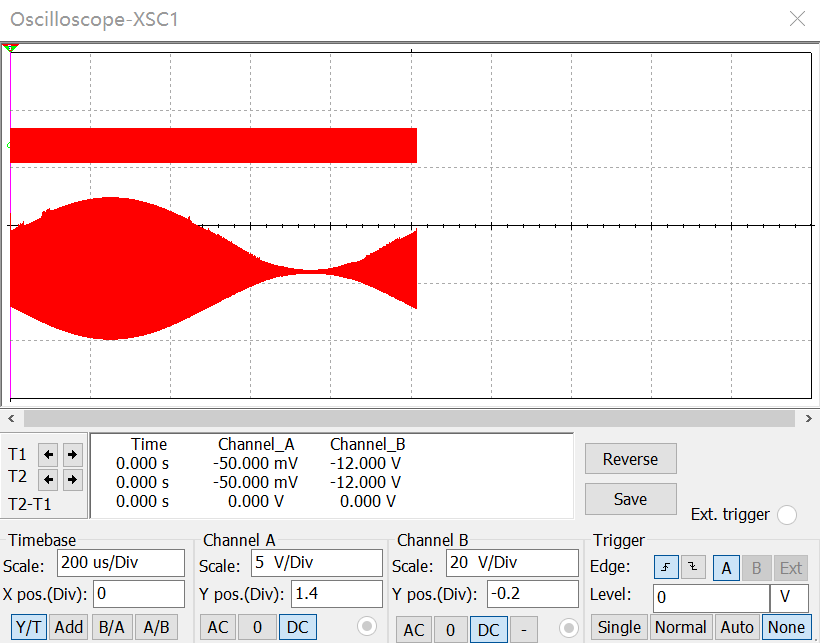 Oscilloscope-XSC1
T1
T2
T2-T1
Time Channel_A Channel_B
0.000 s -50.000 mV -12.000 V
0.000 s -50.000 mV -12.000 V
0.000 s 0.000 V 0.000 V
Reverse
Save
Ext. trigger
Timebase
Scale: 200 us/Div
X pos.(Div): 0
Y/T Add B/A A/B
Channel A
Scale: 5 V/Div
Y pos.(Div): 1.4
AC 0 DC
Channel B
Scale: 20 V/Div
Y pos.(Div): -0.2
AC 0 DC -
Trigger
Edge: A B Ext
Level: 0 V
Single Normal Auto None